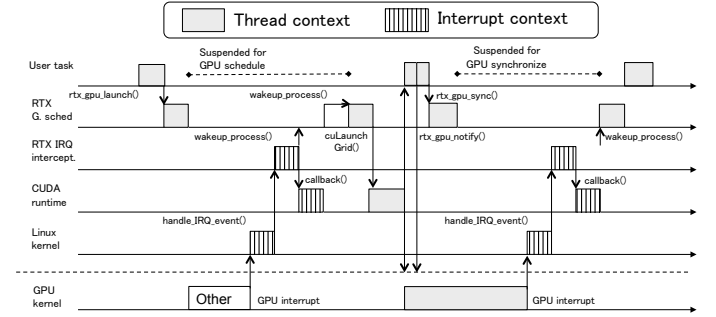 Thread context
Interrupt context
Suspended for
GPU schedule
Suspended for
GPU synchronize
User task
rtx_gpu_launch()
wakeup_process()
rtx_gpu_sync()
RTX
G. sched
wakeup_process()
cuLaunch
Grid()
rtx_gpu_notify()
wakeup_process()
RTX IRQ
intercept.
callback()
callback()
CUDA
runtime
handle_IRQ_event()
handle_IRQ_event()
Linux
kernel
GPU
kernel
Other
GPU interrupt
GPU interrupt